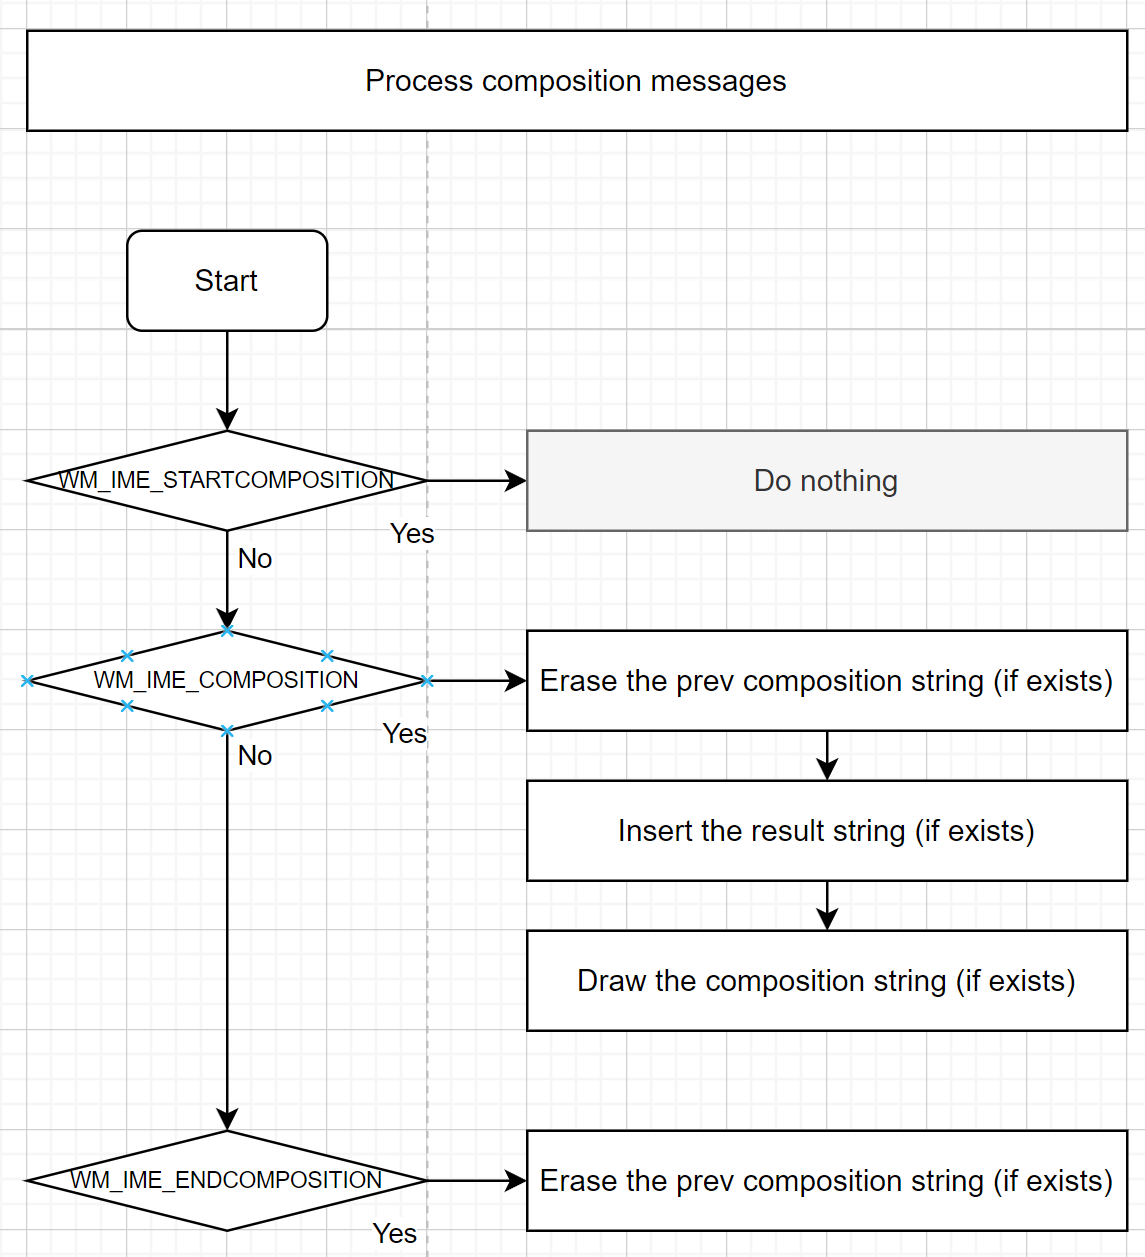 Process composition messages
Start
WM_IME_STARTCOMPOSITION
Do nothing
Yes
No
WM_IME_COMPOSITION
Erase the prev composition string (if exists)
Yes
No
Insert the result string (if exists)
Draw the composition string (if exists)
WM_IME_ENDCOMPOSITION
Erase the prev composition string (if exists)
Yes